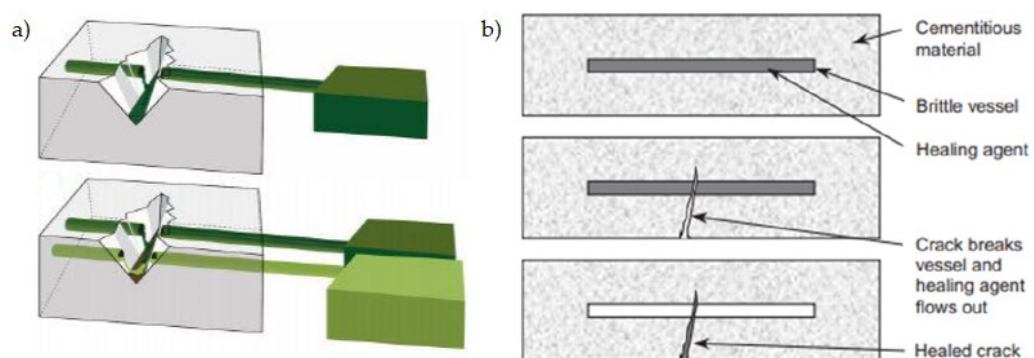 a)
b)
Cementitious
material
Brittle vessel
Healing agent
Crack breaks
vessel and
healing agent
flows out
Healed crack